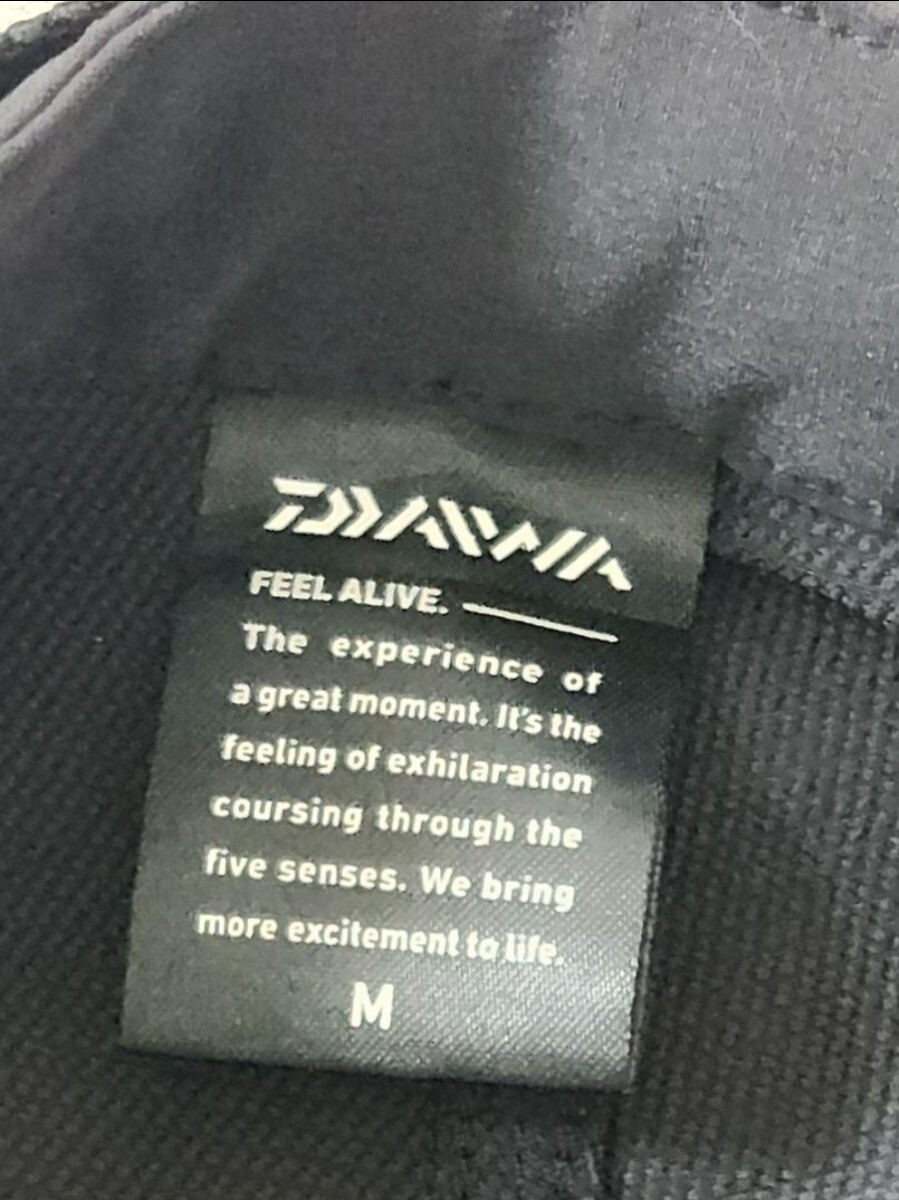 DAIWA
FEEL ALIVE.
The experience of
a great moment. It's the
feeling of exhilaration
coursing through the
five senses. We bring
more excitement to life.
M